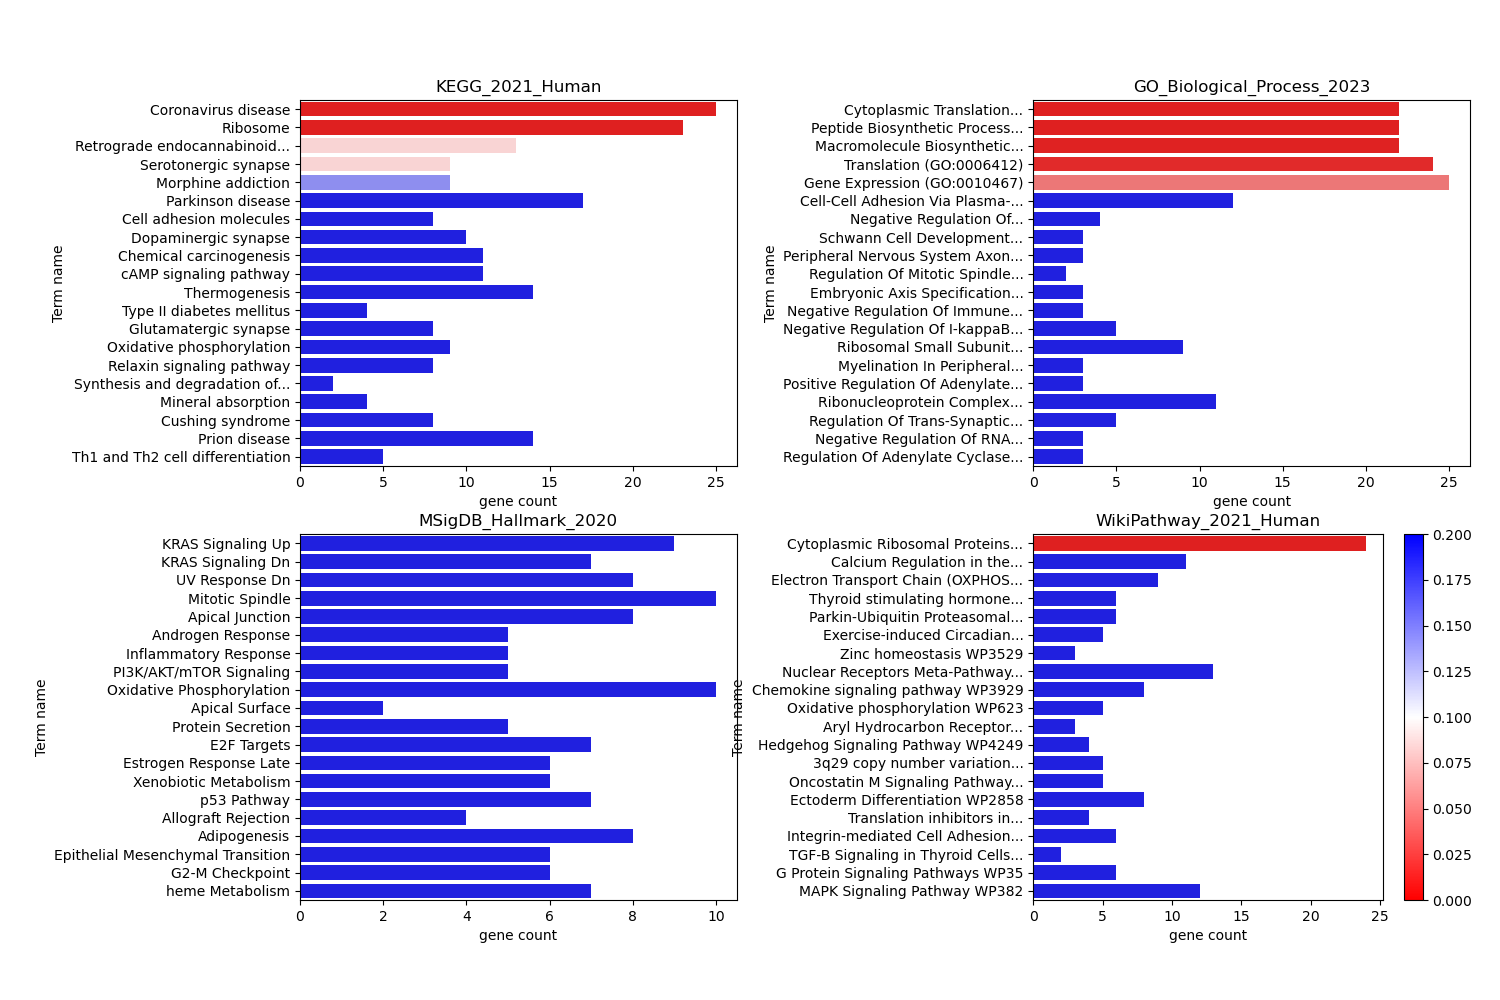 KEGG_2021_Human
Coronavirus disease
Ribosome
Retrograde endocannabinoid...
Serotonergic synapse
Morphine addiction
Parkinson disease
Cell adhesion molecules
Dopaminergic synapse
Chemical carcinogenesis
cAMP signaling pathway
Thermogenesis
Type II diabetes mellitus
Glutamatergic synapse
Oxidative phosphorylation
Relaxin signaling pathway
Synthesis and degradation of...
Mineral absorption
Cushing syndrome
Prion disease
Th1 and Th2 cell differentiation
Term name
0 5 10 15 20 25
gene count
GO_Biological_Process_2023
Cytoplasmic Translation...
Peptide Biosynthetic Process...
Macromolecule Biosynthetic...
Translation (GO:0006412)
Gene Expression (GO:0010467)
Cell-Cell Adhesion Via Plasma-...
Negative Regulation Of...
Schwann Cell Development...
Peripheral Nervous System Axon...
Regulation Of Mitotic Spindle...
Embryonic Axis Specification...
Negative Regulation Of Immune...
Negative Regulation Of I-kappaB...
Ribosomal Small Subunit...
Myelination In Peripheral...
Positive Regulation Of Adenylate...
Ribonucleoprotein Complex...
Regulation Of Trans-Synaptic...
Negative Regulation Of RNA...
Regulation Of Adenylate Cyclase...
Term name
0 5 10 15 20 25
gene count
MSigDB_Hallmark_2020
KRAS Signaling Up
KRAS Signaling Dn
UV Response Dn
Mitotic Spindle
Apical Junction
Androgen Response
Inflammatory Response
PI3K/AKT/mTOR Signaling
Oxidative Phosphorylation
Apical Surface
Protein Secretion
E2F Targets
Estrogen Response Late
Xenobiotic Metabolism
p53 Pathway
Allograft Rejection
Adipogenesis
Epithelial Mesenchymal Transition
G2-M Checkpoint
heme Metabolism
Term name
0 2 4 6 8 10
gene count
WikiPathway_2021_Human
Cytoplasmic Ribosomal Proteins...
Calcium Regulation in the...
Electron Transport Chain (OXPHOS...
Thyroid stimulating hormone...
Parkin-Ubiquitin Proteasomal...
Exercise-induced Circadian...
Zinc homeostasis WP3529
Nuclear Receptors Meta-Pathway...
Chemokine signaling pathway WP3929
Oxidative phosphorylation WP623
Aryl Hydrocarbon Receptor...
Hedgehog Signaling Pathway WP4249
3q29 copy number variation...
Oncostatin M Signaling Pathway...
Ectoderm Differentiation WP2858
Translation inhibitors in...
Integrin-mediated Cell Adhesion...
TGF-B Signaling in Thyroid Cells...
G Protein Signaling Pathways WP35
MAPK Signaling Pathway WP382
Term name
0 5 10 15 20 25
gene count
0.200
0.175
0.150
0.125
0.100
0.075
0.050
0.025
0.000